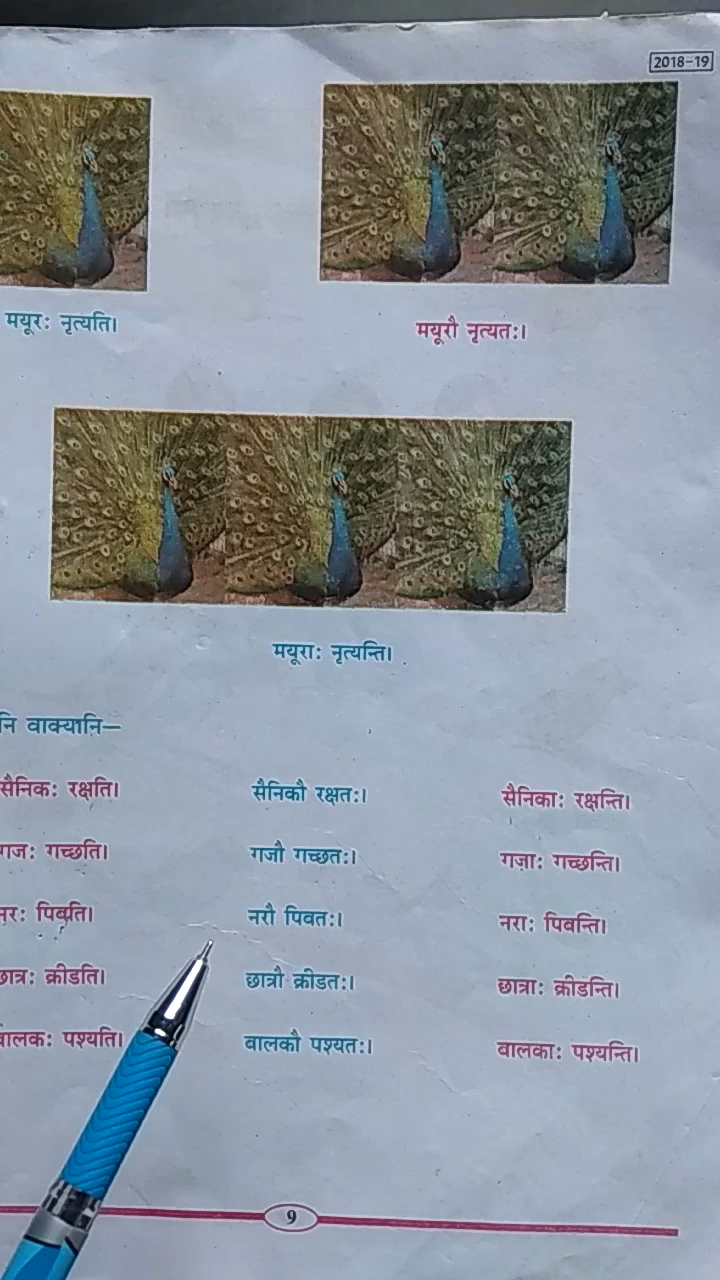 2018-19
मयूरः नृत्यति।
मयूरौ नृत्यतः।
मयूराः नृत्यन्ति।
नि वाक्यानि—
सैनिकः रक्षति। सैनिकौ रक्षतः। सैनिकाः रक्षन्ति।
गजः गच्छति। गजौ गच्छतः। गजाः गच्छन्ति।
नरः पिबति। नरौ पिबतः। नराः पिबन्ति।
छात्रः क्रीडति। छात्रौ क्रीडतः। छात्राः क्रीडन्ति।
बालकः पश्यति। बालकौ पश्यतः। बालकाः पश्यन्ति।
9